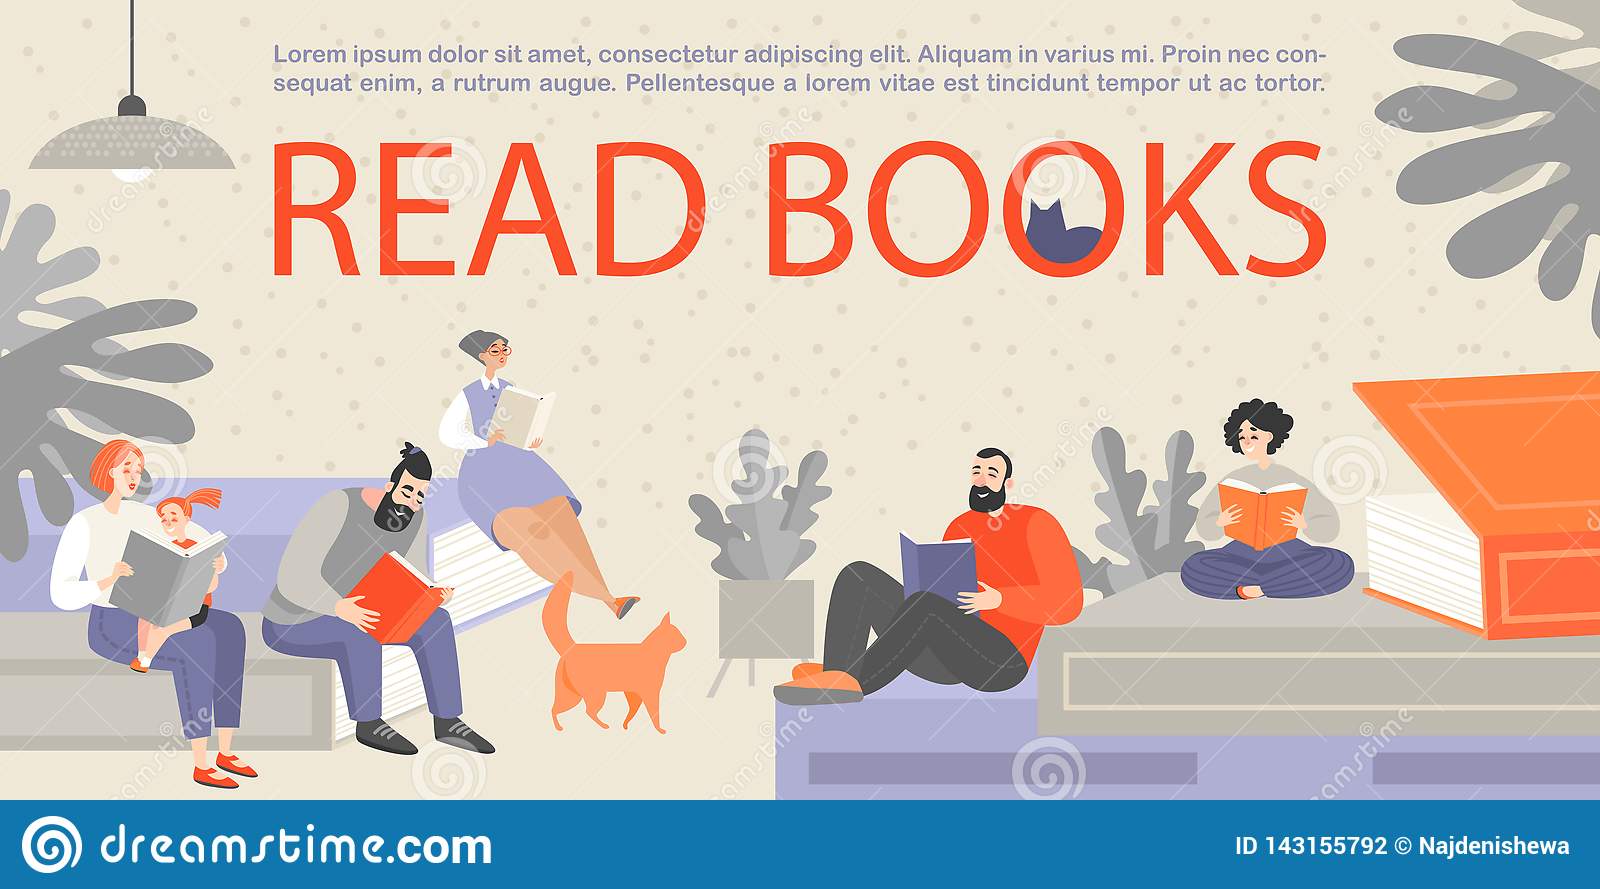 Lorem ipsum dolor sit amet, consectetur adipiscing elit. Aliquam in varius mi. Proin nec con-
sequat enim, a rutrum augue. Pellentesque a lorem vitae est tincidunt tempor ut ac tortor.
READ BOOKS
dreamstime.com
ID 143155792 © Najdenishewa